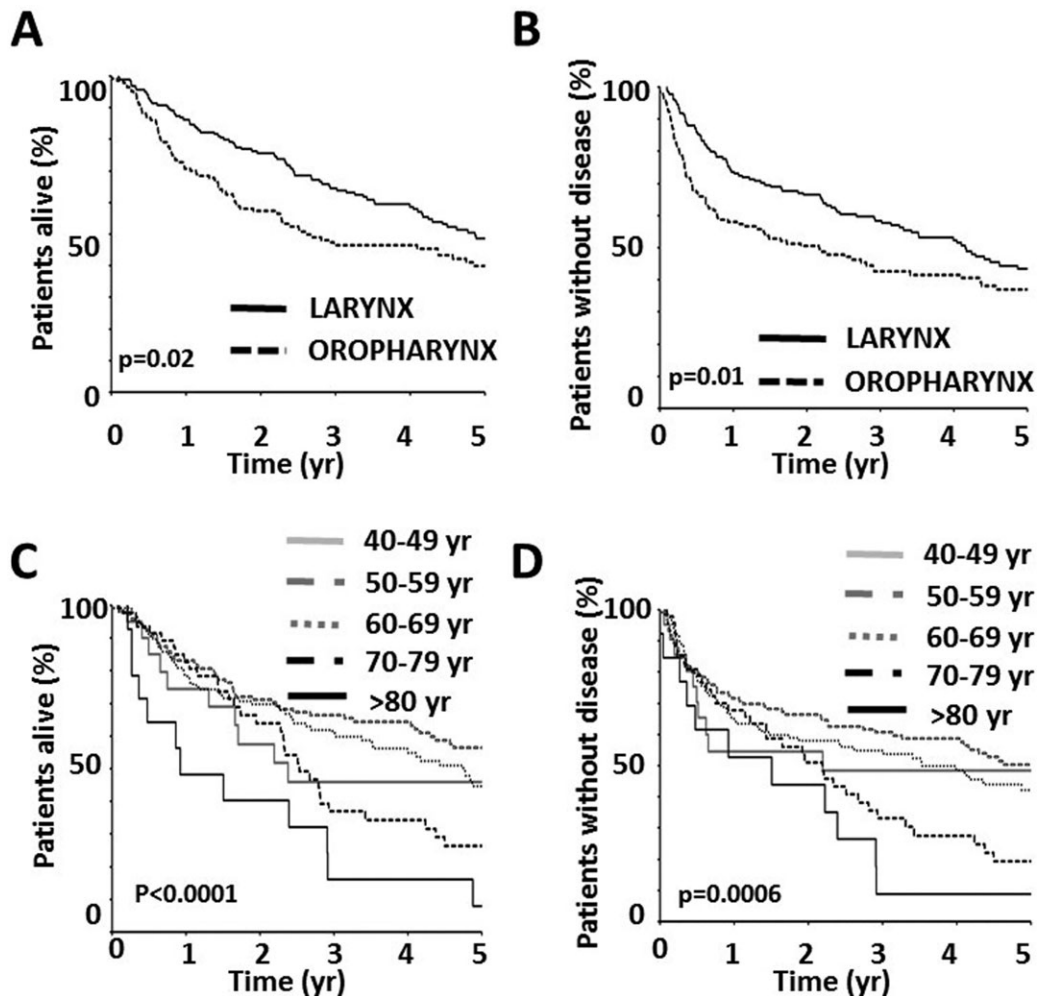 A
Patients alive (%)
100
50
0
LARYNX
OROPHARYNX
p=0.02
0 1 2 3 4 5
Time (yr)
B
Patients without disease (%)
100
50
0
LARYNX
OROPHARYNX
p=0.01
0 1 2 3 4 5
Time (yr)
C
Patients alive (%)
100
50
0
40-49 yr
50-59 yr
60-69 yr
70-79 yr
>80 yr
P<0.0001
0 1 2 3 4 5
Time (yr)
D
Patients without disease (%)
100
50
0
40-49 yr
50-59 yr
60-69 yr
70-79 yr
>80 yr
p=0.0006
0 1 2 3 4 5
Time (yr)